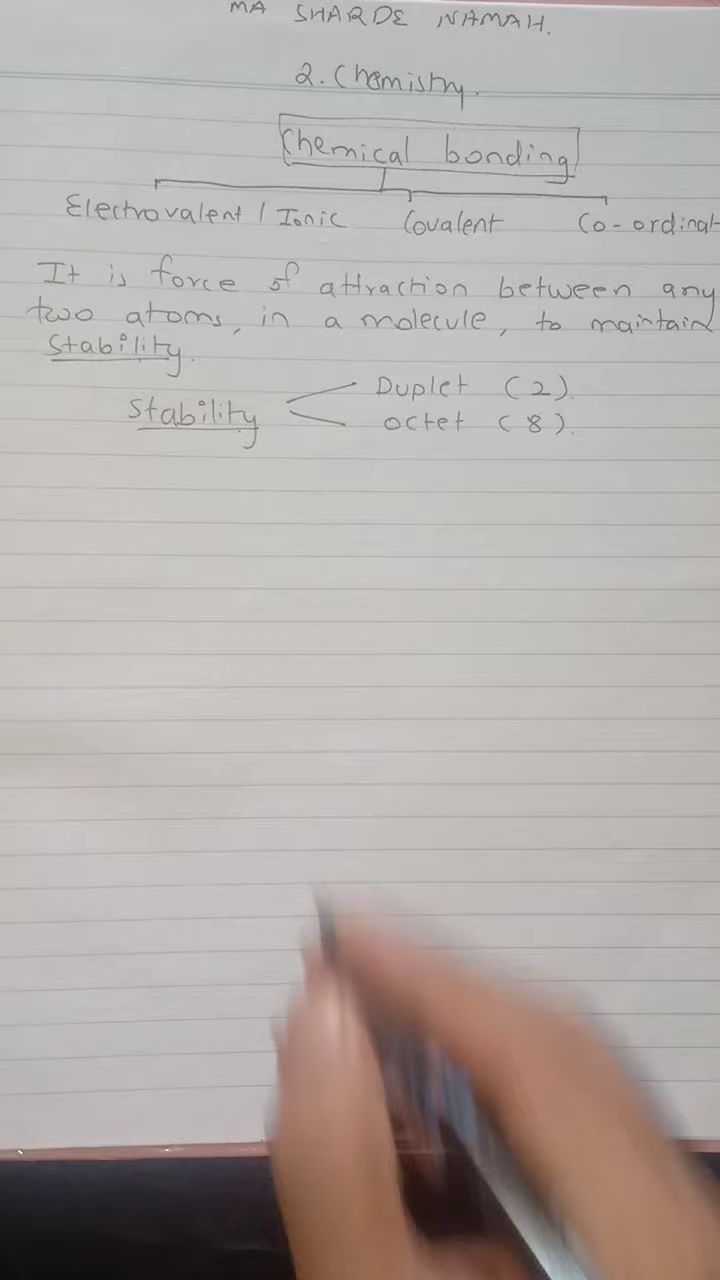 MA SHARDE NAMAH.
2. Chemistry.
Chemical bonding
Electrovalent / Ionic Covalent Co-ordinat
It is force of attraction between any
two atoms, in a molecule, to maintain
Stability.
Stability Duplet (2).
octet (8).